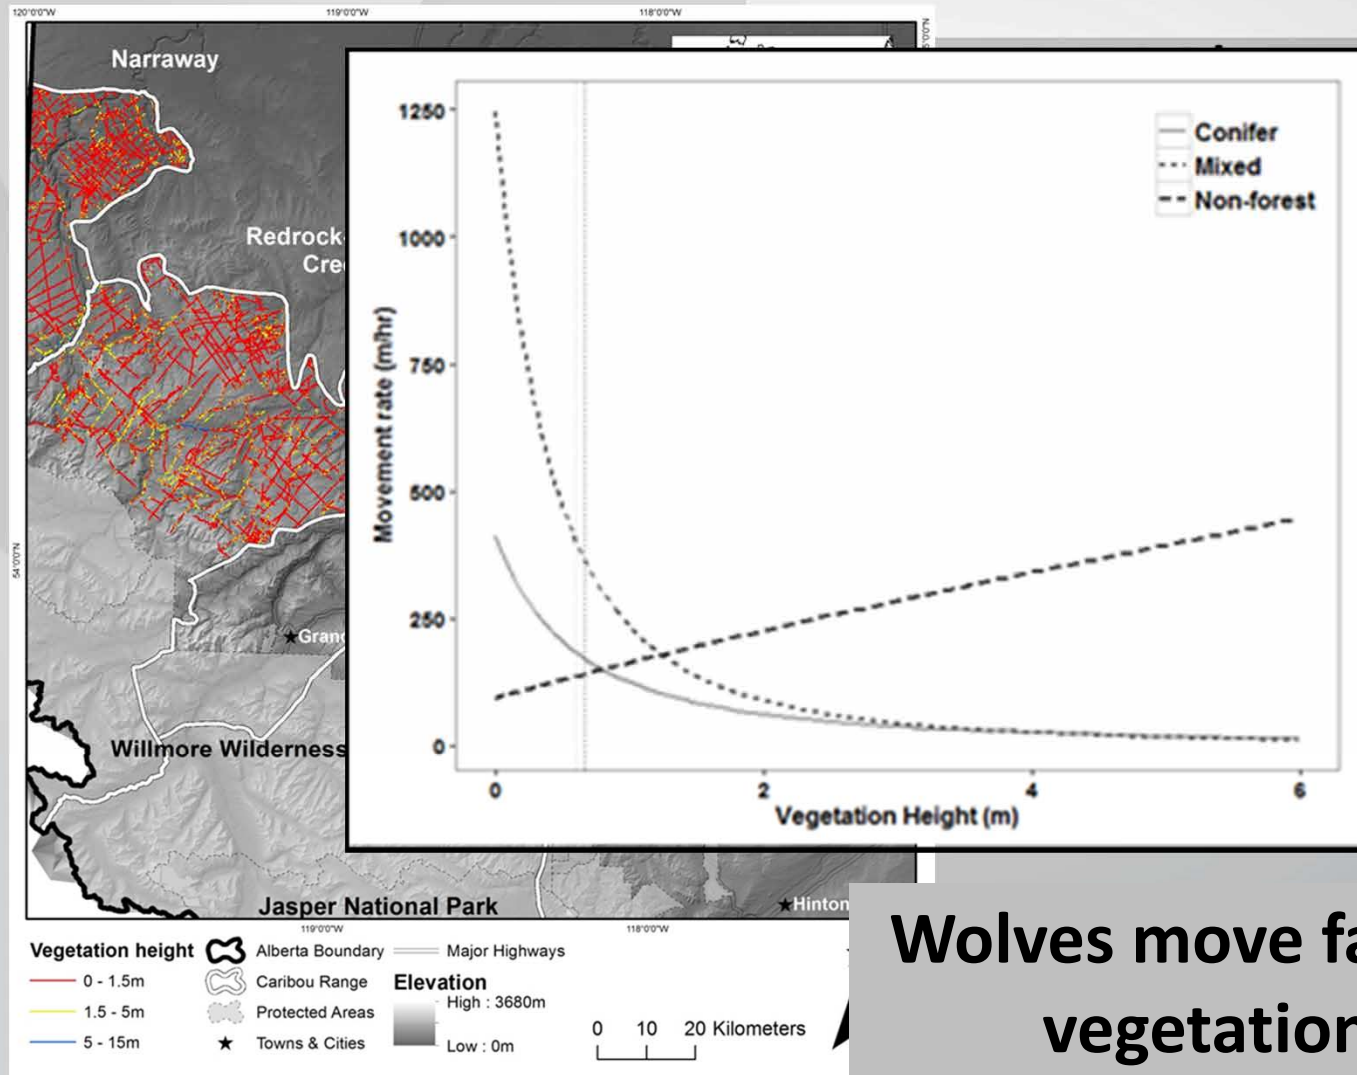 120°0'0"W 119°0'0"W 118°0'0"W
Narraway
Redrock-
54°0'0"N
Willmore Wilderness
Jasper National Park
Hinton
119°0'0"W 118°0'0"W
1250
1000
750
500
250
0
Movement rate (m/hr)
0 2 4 6
Vegetation Height (m)
Conifer
Mixed
Non-forest
Vegetation height
0 - 1.5m
1.5 - 5m
5 - 15m
Alberta Boundary
Caribou Range
Protected Areas
Towns & Cities
Major Highways
Elevation
High : 3680m
Low : 0m
0 10 20 Kilometers
Wolves move fa
vegetation